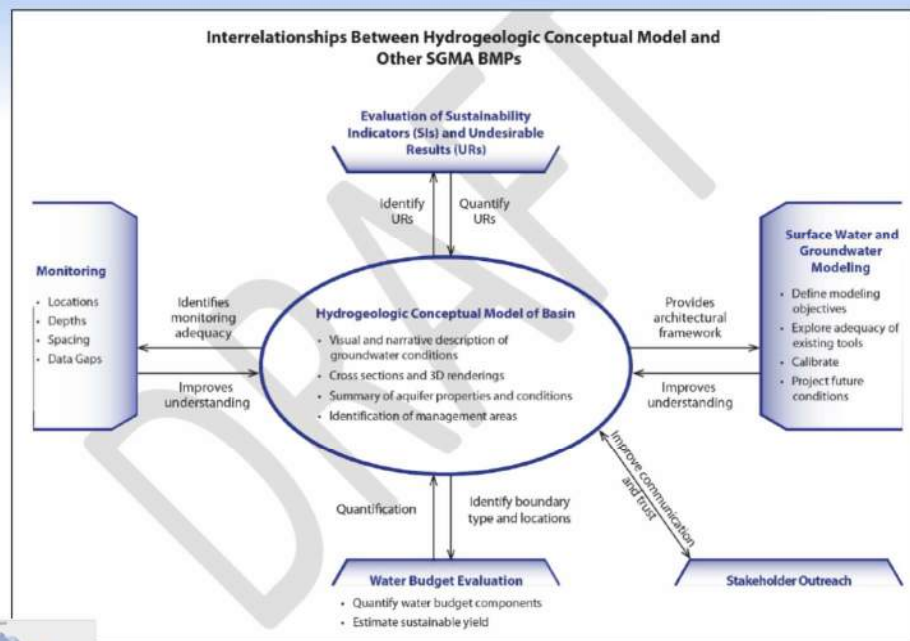 Interrelationships Between Hydrogeologic Conceptual Model and
Other SGMA BMPs
DRAFT
Evaluation of Sustainability
Indicators (SIs) and Undesirable
Results (URs)
Identify
URs
Quantify
URs
Monitoring
• Locations
• Depths
• Spacing
• Data Gaps
Identifies
monitoring
adequacy
Improves
understanding
Hydrogeologic Conceptual Model of Basin
• Visual and narrative description of
groundwater conditions
• Cross sections and 3D renderings
• Summary of aquifer properties and conditions
• Identification of management areas
Provides
architectural
framework
Improves
understanding
Surface Water and
Groundwater
Modeling
• Define modeling
objectives
• Explore adequacy of
existing tools
• Calibrate
• Project future
conditions
Improve communication
and trust
Quantification
Identify boundary
type and locations
Water Budget Evaluation
• Quantify water budget components
• Estimate sustainable yield
Stakeholder Outreach